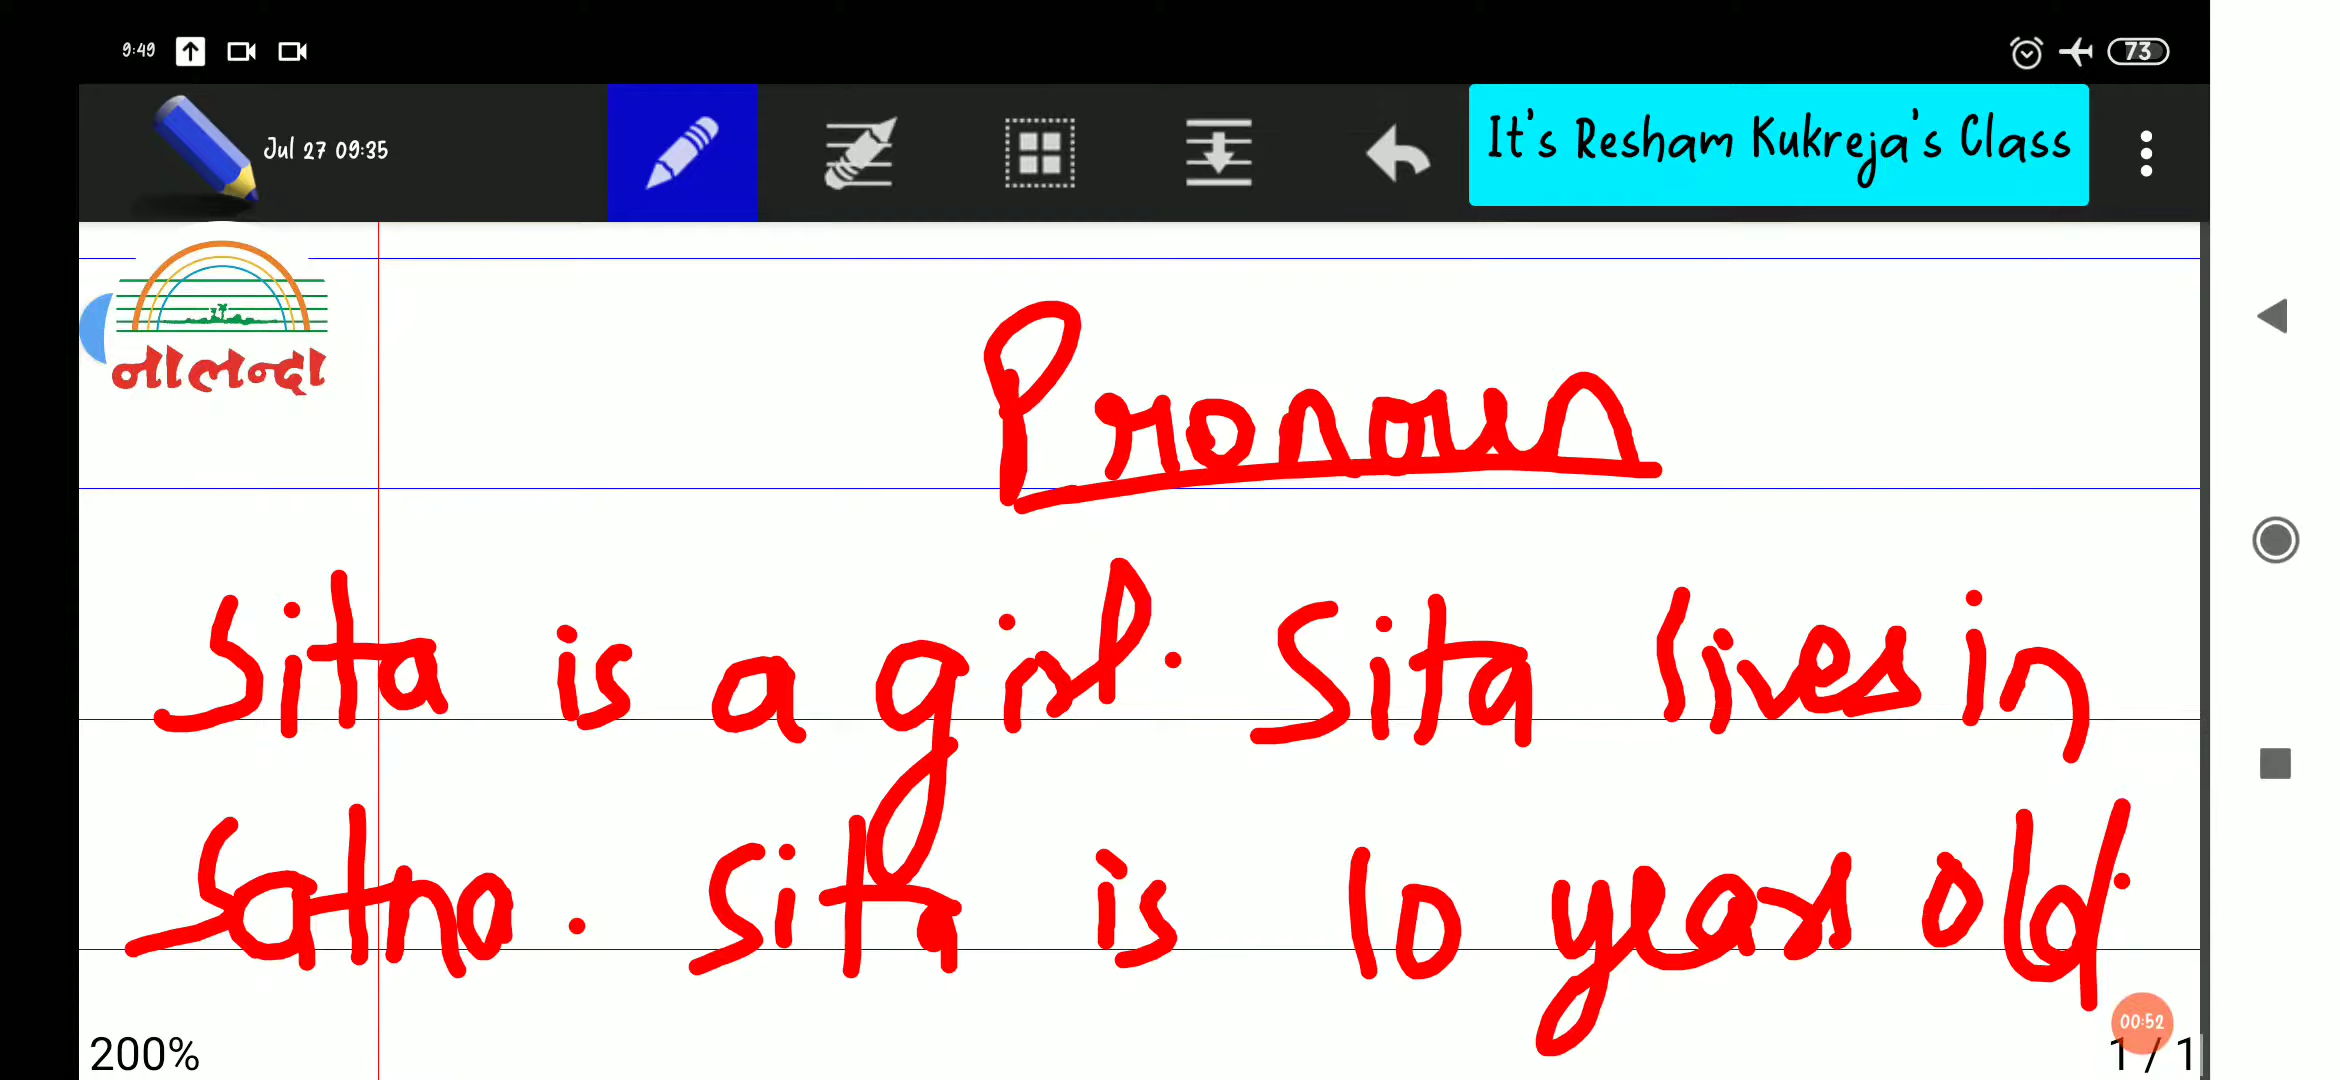 9:49
73
Jul 27 09:35
It's Resham Kukreja's Class
नालन्दा
Pronoun
Sita is a girl. Sita lives in
Satna. Sita is 10 years old.
00:52
200%
1 / 1